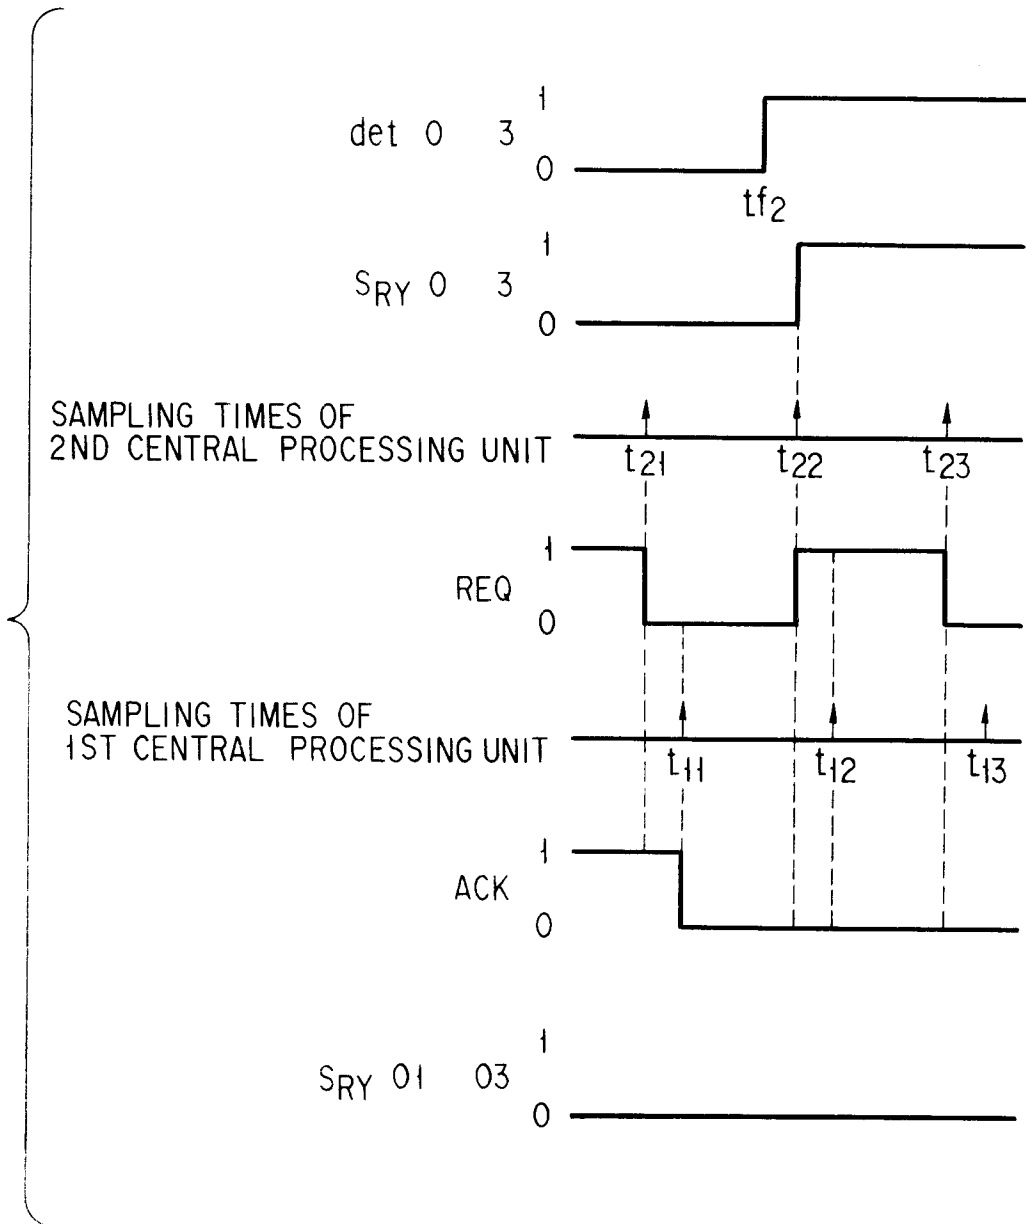 1
det 0 3
0
tf2
1
SRY 0 3
0
SAMPLING TIMES OF
2ND CENTRAL PROCESSING UNIT
t21 t22 t23
1
REQ
0
SAMPLING TIMES OF
1ST CENTRAL PROCESSING UNIT
t11 t12 t13
1
ACK
0
1
SRY 01 03
0